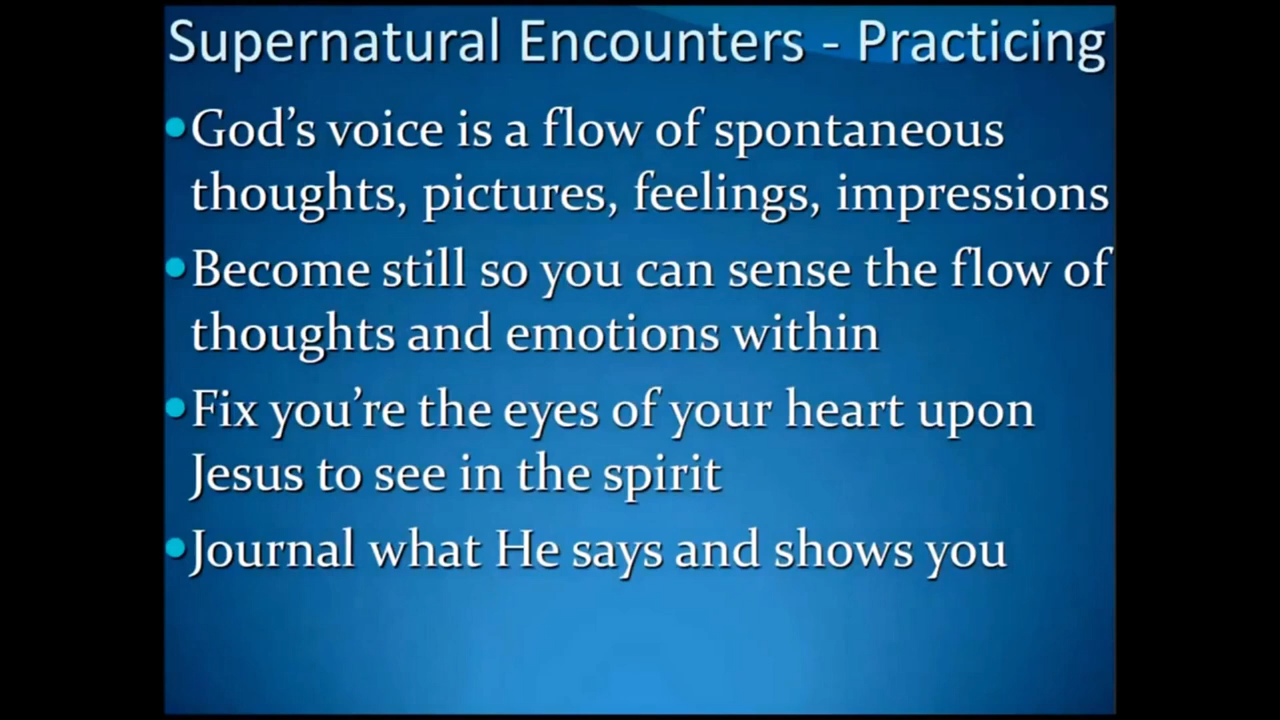 Supernatural Encounters - Practicing
•God’s voice is a flow of spontaneous
thoughts, pictures, feelings, impressions
•Become still so you can sense the flow of
thoughts and emotions within
•Fix you’re the eyes of your heart upon
Jesus to see in the spirit
•Journal what He says and shows you